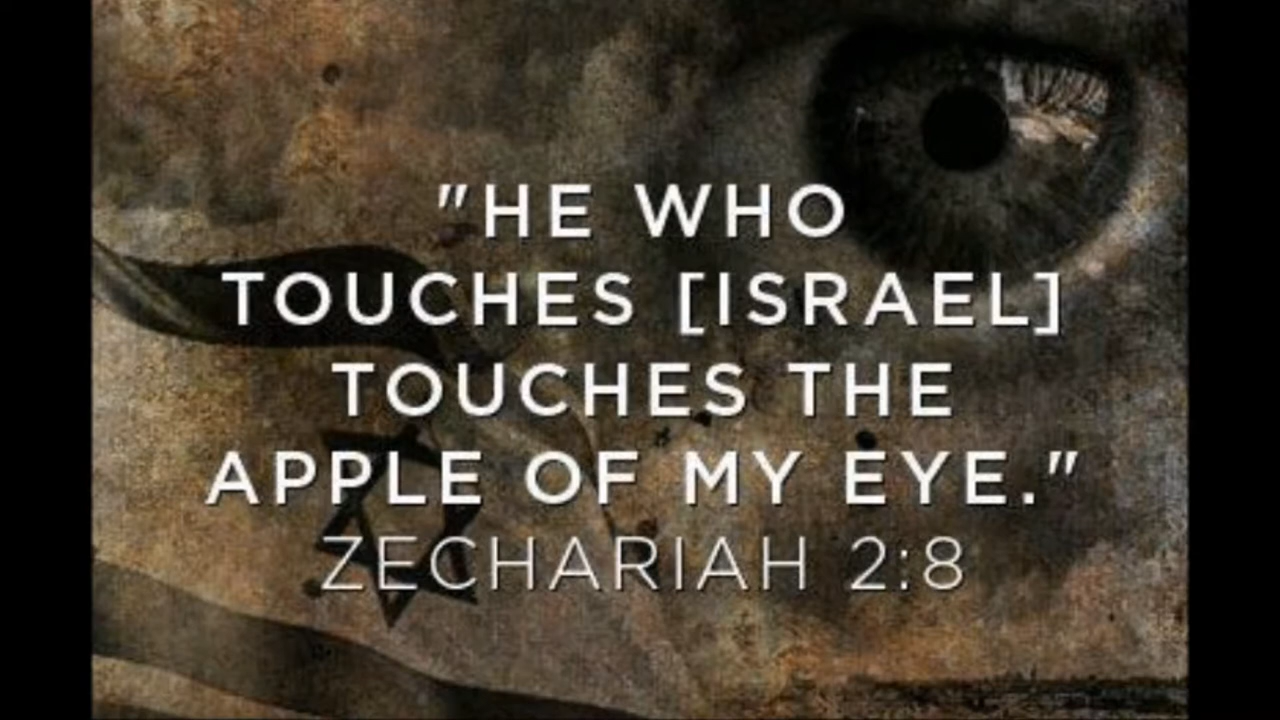 "HE WHO
TOUCHES [ISRAEL]
TOUCHES THE
APPLE OF MY EYE."
ZECHARIAH 2:8